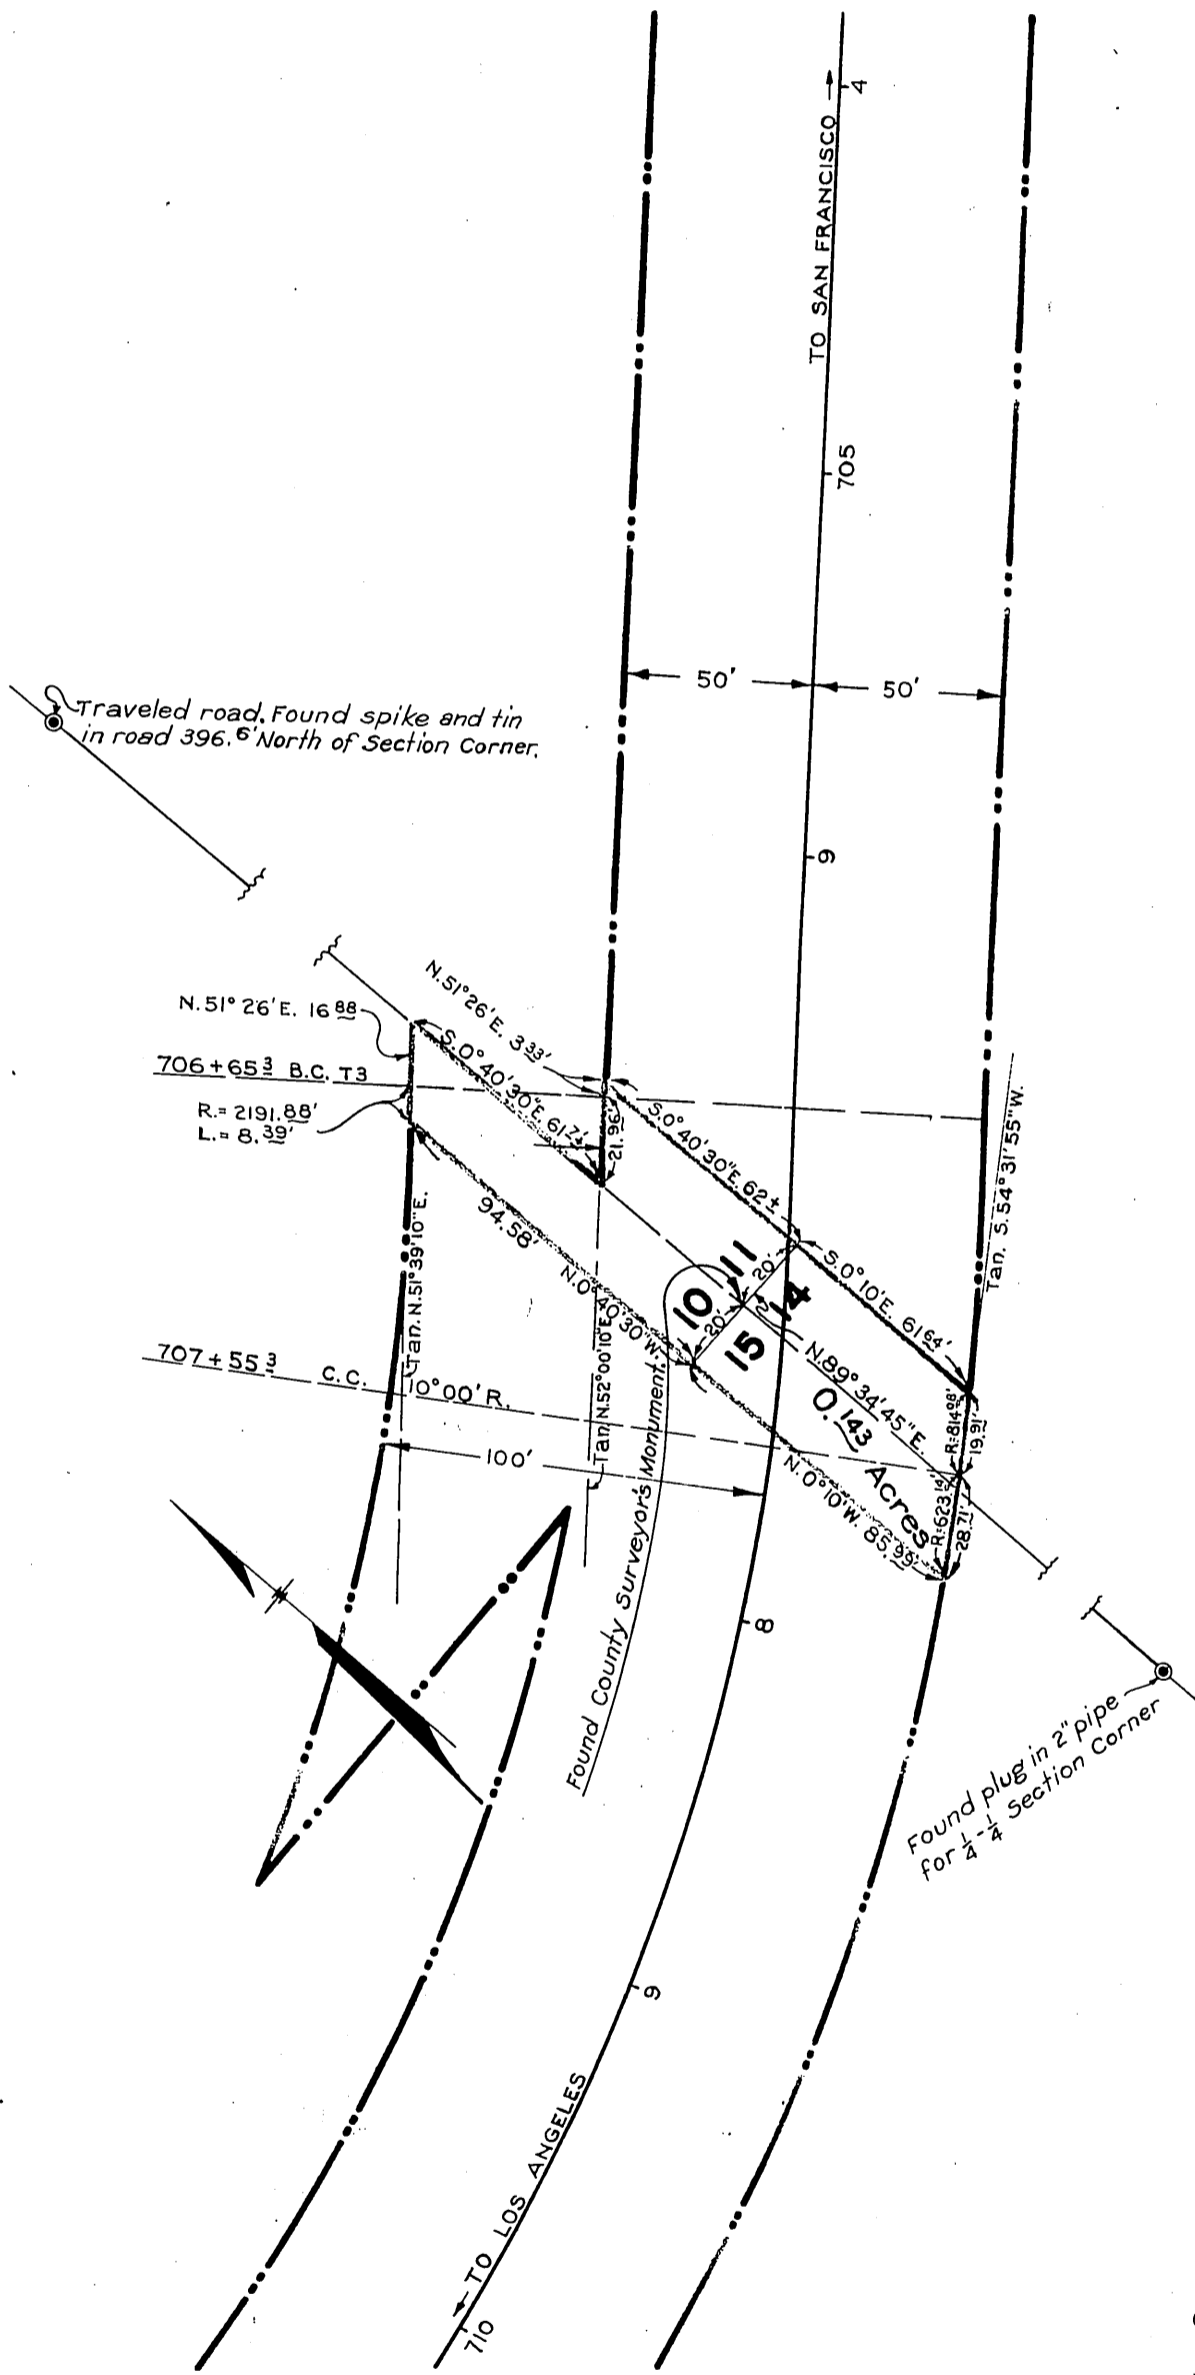 4
TO SAN FRANCISCO
705
50'
50'
Traveled road. Found spike and tin
in road 396.6' North of Section Corner.
6
N.51°26'E. 16 88
N.51°26'E. 3 33'
706+65 3 B.C. T3
R.= 2191.88'
L.= 8.39'
S.0°40'30"E. 61 74
21.96'
S.0°40'30"E. 62 +
Tan. S.54°31'55"W.
94.58'
Tan. N.51°39'10"E.
N.0°40'30"W.
10 11
15 14
20'
20'
2
S.0°10'E. 61 64'
N.89°34'45"E.
0.143 Acres
R=814 08'
19.91'
707+55 3 C.C. 10°00'R.
100'
Tan. N.52°00'10"E.
N.0°10'W. 85.99'
R=623.14'
28.71'
Found County Surveyor's Monument.
8
Found plug in 2" pipe
for 1/4-1/4 Section Corner
9
TO LOS ANGELES
710